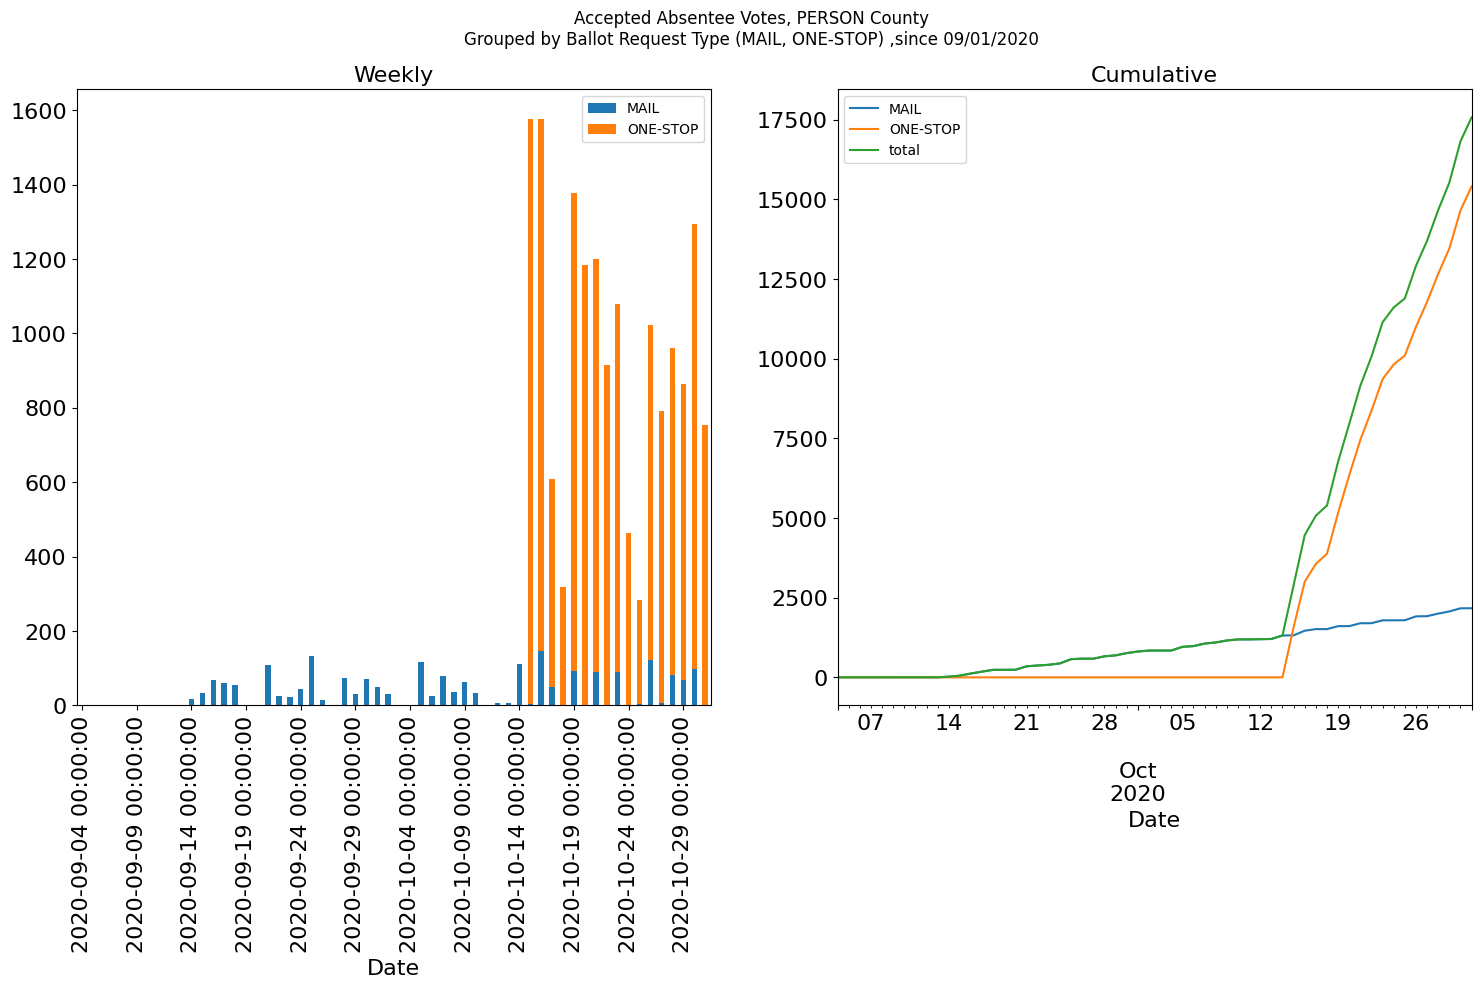 Accepted Absentee Votes, PERSON County
Grouped by Ballot Request Type (MAIL, ONE-STOP) ,since 09/01/2020
Weekly
1600
1400
1200
1000
800
600
400
200
0
MAIL
ONE-STOP
2020-09-04 00:00:00
2020-09-09 00:00:00
2020-09-14 00:00:00
2020-09-19 00:00:00
2020-09-24 00:00:00
2020-09-29 00:00:00
2020-10-04 00:00:00
2020-10-09 00:00:00
2020-10-14 00:00:00
2020-10-19 00:00:00
2020-10-24 00:00:00
2020-10-29 00:00:00
Date
Cumulative
17500
15000
12500
10000
7500
5000
2500
0
MAIL
ONE-STOP
total
07 14 21 28 05 12 19 26
Oct
2020
Date